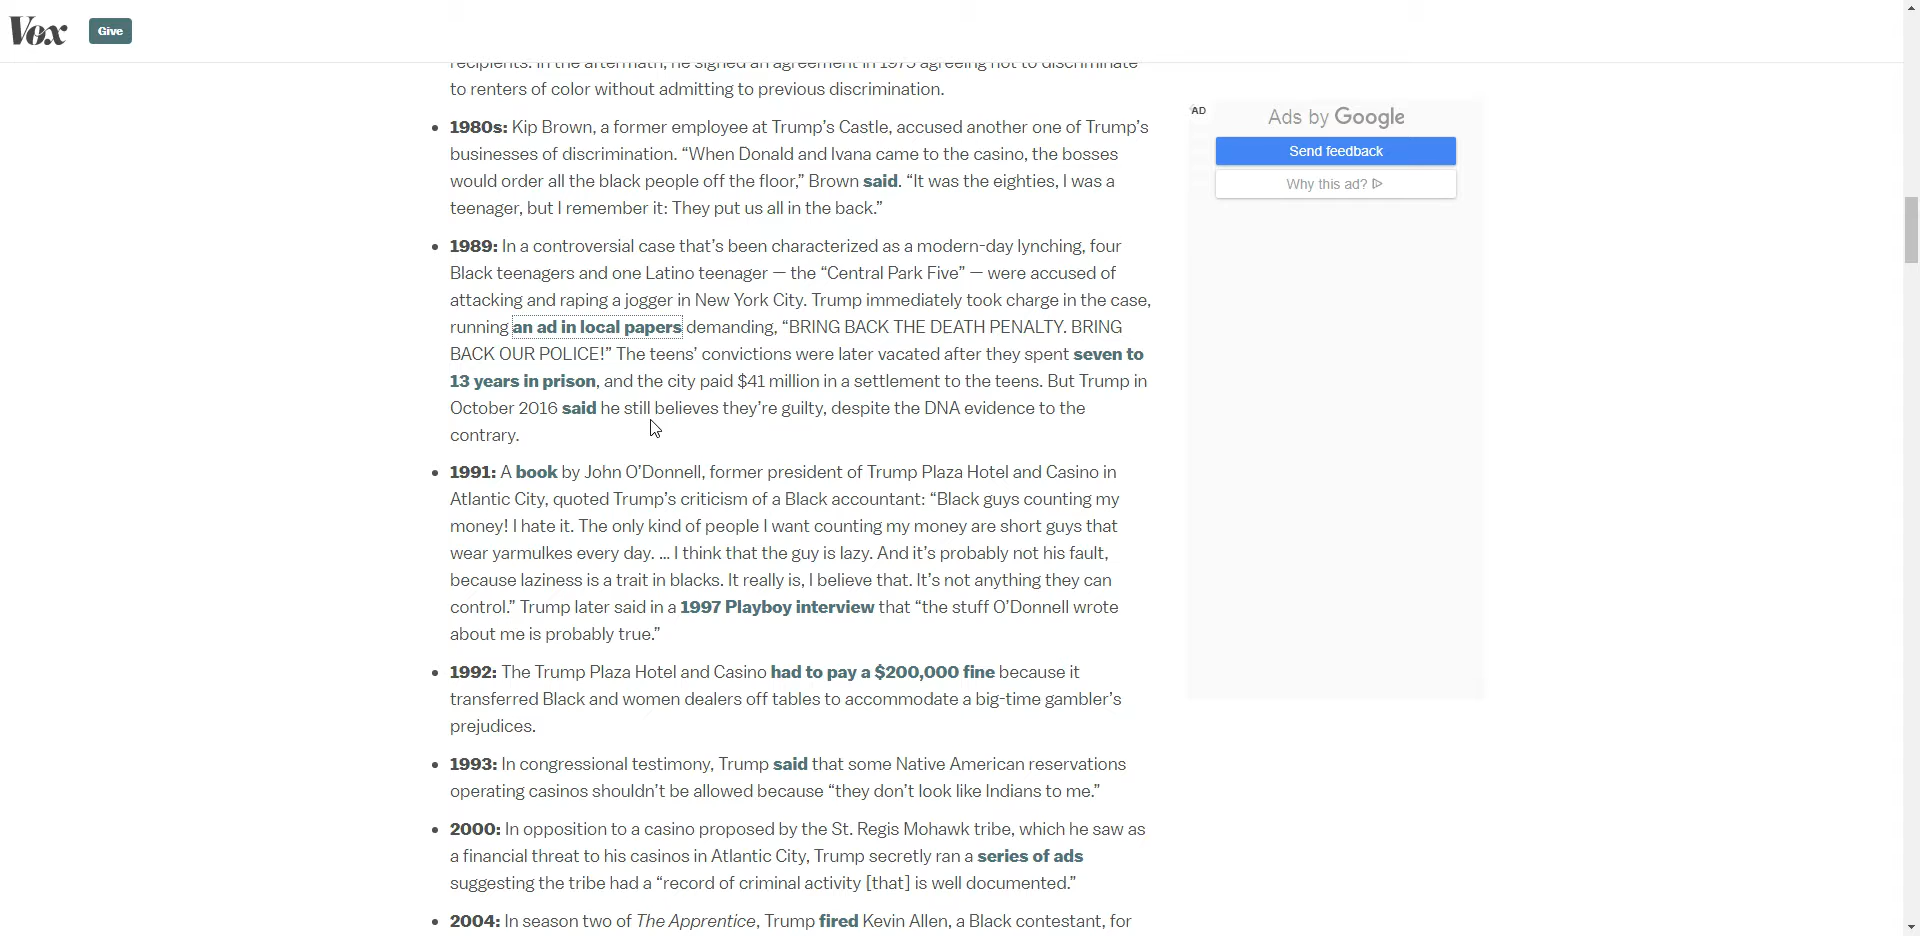 Vox Give
recipients. In the aftermath, he signed an agreement in 1975 agreeing not to discriminate
to renters of color without admitting to previous discrimination.
• 1980s: Kip Brown, a former employee at Trump’s Castle, accused another one of Trump’s
businesses of discrimination. “When Donald and Ivana came to the casino, the bosses
would order all the black people off the floor,” Brown said. “It was the eighties, I was a
teenager, but I remember it: They put us all in the back.”
• 1989: In a controversial case that’s been characterized as a modern-day lynching, four
Black teenagers and one Latino teenager — the “Central Park Five” — were accused of
attacking and raping a jogger in New York City. Trump immediately took charge in the case,
running an ad in local papers demanding, “BRING BACK THE DEATH PENALTY. BRING
BACK OUR POLICE!” The teens’ convictions were later vacated after they spent seven to
13 years in prison, and the city paid $41 million in a settlement to the teens. But Trump in
October 2016 said he still believes they’re guilty, despite the DNA evidence to the
contrary.
• 1991: A book by John O’Donnell, former president of Trump Plaza Hotel and Casino in
Atlantic City, quoted Trump’s criticism of a Black accountant: “Black guys counting my
money! I hate it. The only kind of people I want counting my money are short guys that
wear yarmulkes every day. … I think that the guy is lazy. And it’s probably not his fault,
because laziness is a trait in blacks. It really is, I believe that. It’s not anything they can
control.” Trump later said in a 1997 Playboy interview that “the stuff O’Donnell wrote
about me is probably true.”
• 1992: The Trump Plaza Hotel and Casino had to pay a $200,000 fine because it
transferred Black and women dealers off tables to accommodate a big-time gambler’s
prejudices.
• 1993: In congressional testimony, Trump said that some Native American reservations
operating casinos shouldn’t be allowed because “they don’t look like Indians to me.”
• 2000: In opposition to a casino proposed by the St. Regis Mohawk tribe, which he saw as
a financial threat to his casinos in Atlantic City, Trump secretly ran a series of ads
suggesting the tribe had a “record of criminal activity [that] is well documented.”
• 2004: In season two of The Apprentice, Trump fired Kevin Allen, a Black contestant, for
AD
Ads by Google
Send feedback
Why this ad?